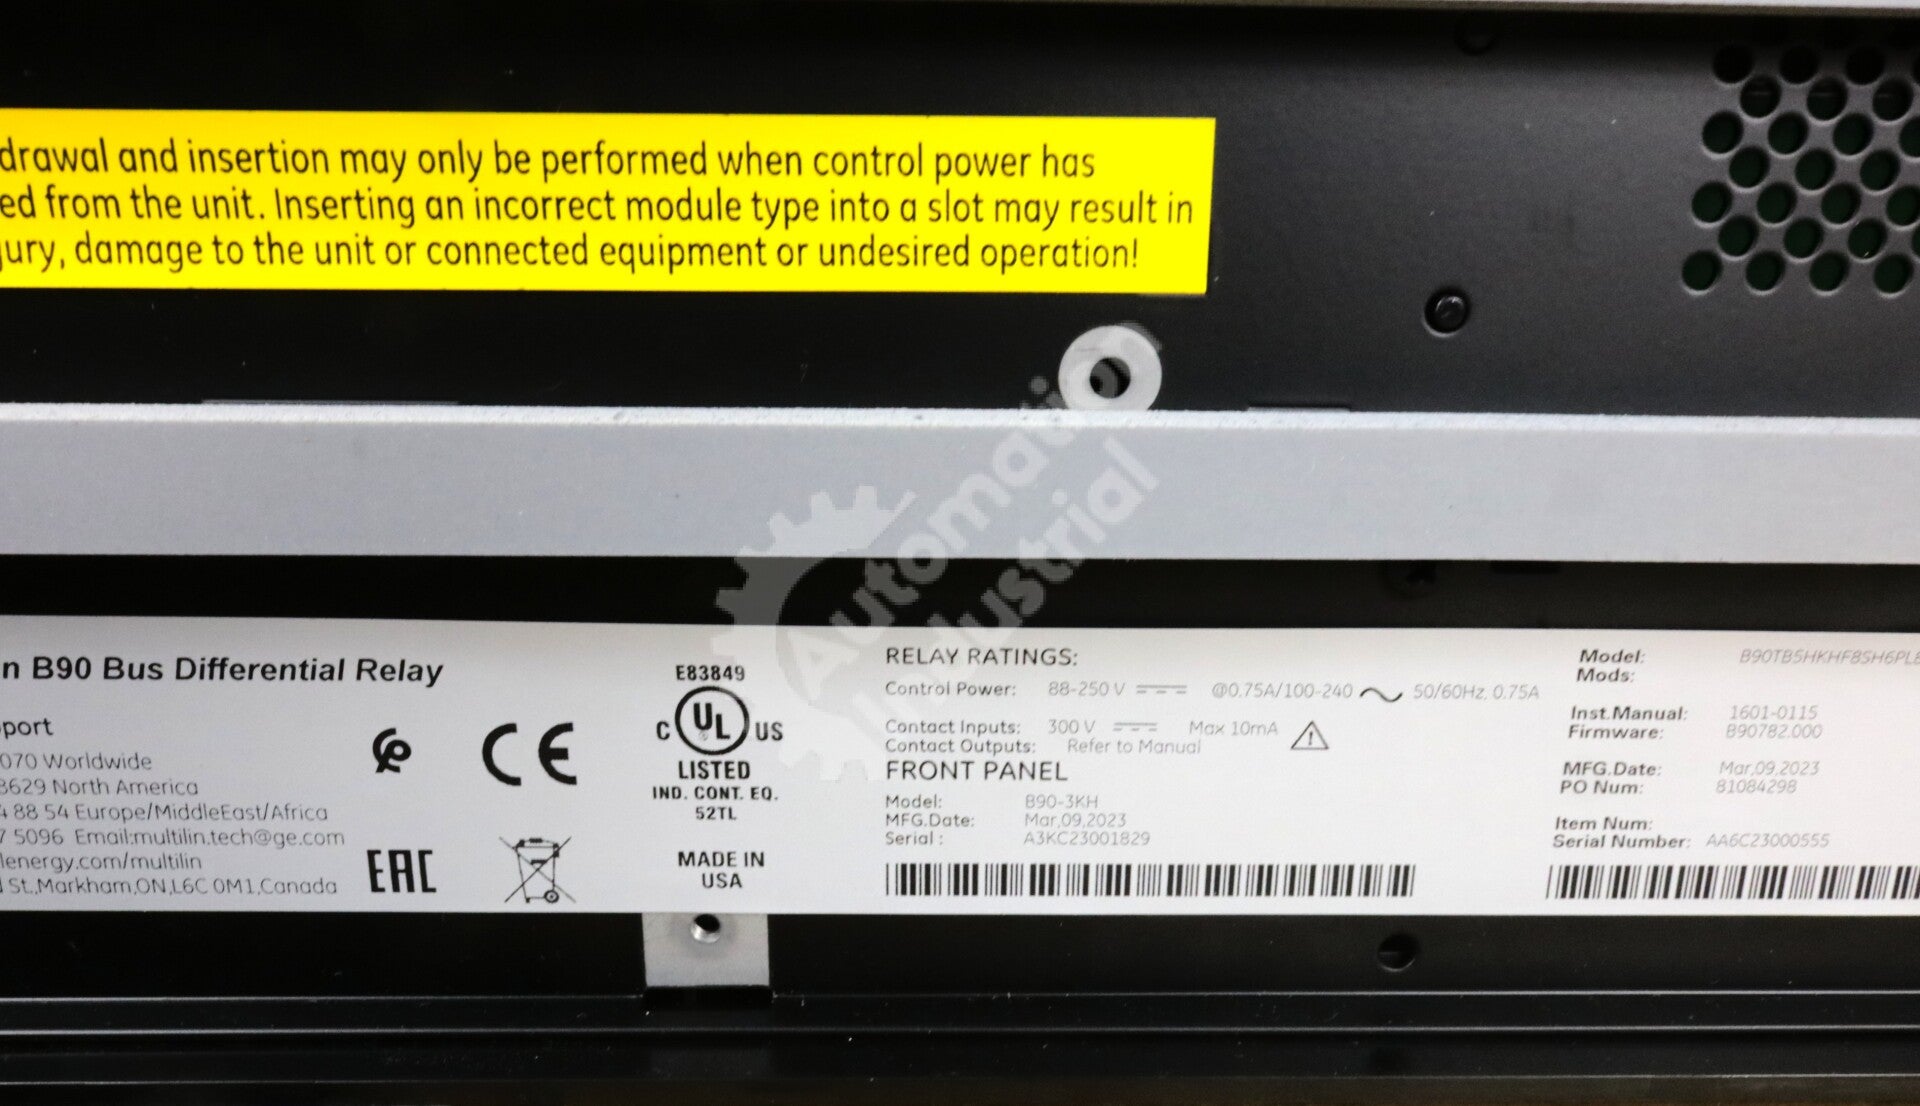 drawal and insertion may only be performed when control power has
ed from the unit. Inserting an incorrect module type into a slot may result in
jury, damage to the unit or connected equipment or undesired operation!
Automation
Industrial
n B90 Bus Differential Relay
port
070 Worldwide
8629 North America
4 88 54 Europe/MiddleEast/Africa
7 5096 Email:multilin.tech@ge.com
lenergy.com/multilin
St,Markham,ON,L6C 0M1,Canada
CE
EAC
E83849
C UL US
LISTED
IND. CONT. EQ.
52TL
MADE IN
USA
RELAY RATINGS:
Control Power: 88-250 V @0.75A/100-240 50/60Hz, 0.75A
Contact Inputs: 300 V Max 10mA
Contact Outputs: Refer to Manual
FRONT PANEL
Model: B90-3KH
MFG.Date: Mar,09,2023
Serial : A3KC23001829
Model: B90TB5HKHF8SH6PL8
Mods:
Inst.Manual: 1601-0115
Firmware: B90782.000
MFG.Date: Mar,09,2023
PO Num: 81084298
Item Num:
Serial Number: AA6C23000555